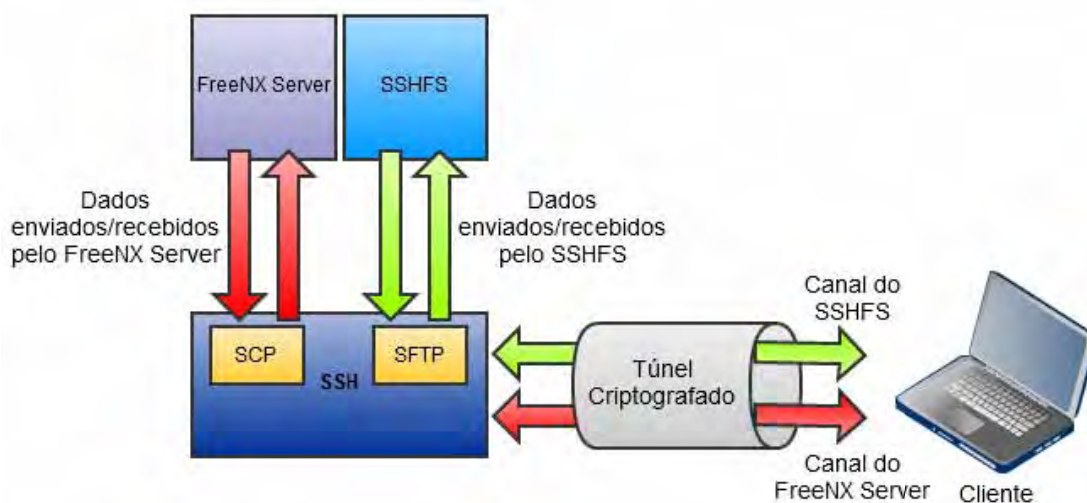 FreeNX Server
SSHFS
Dados
enviados/recebidos
pelo FreeNX Server
Dados
enviados/recebidos
pelo SSHFS
SCP
SFTP
SSH
Túnel
Criptografado
Canal do
SSHFS
Canal do
FreeNX Server
Cliente